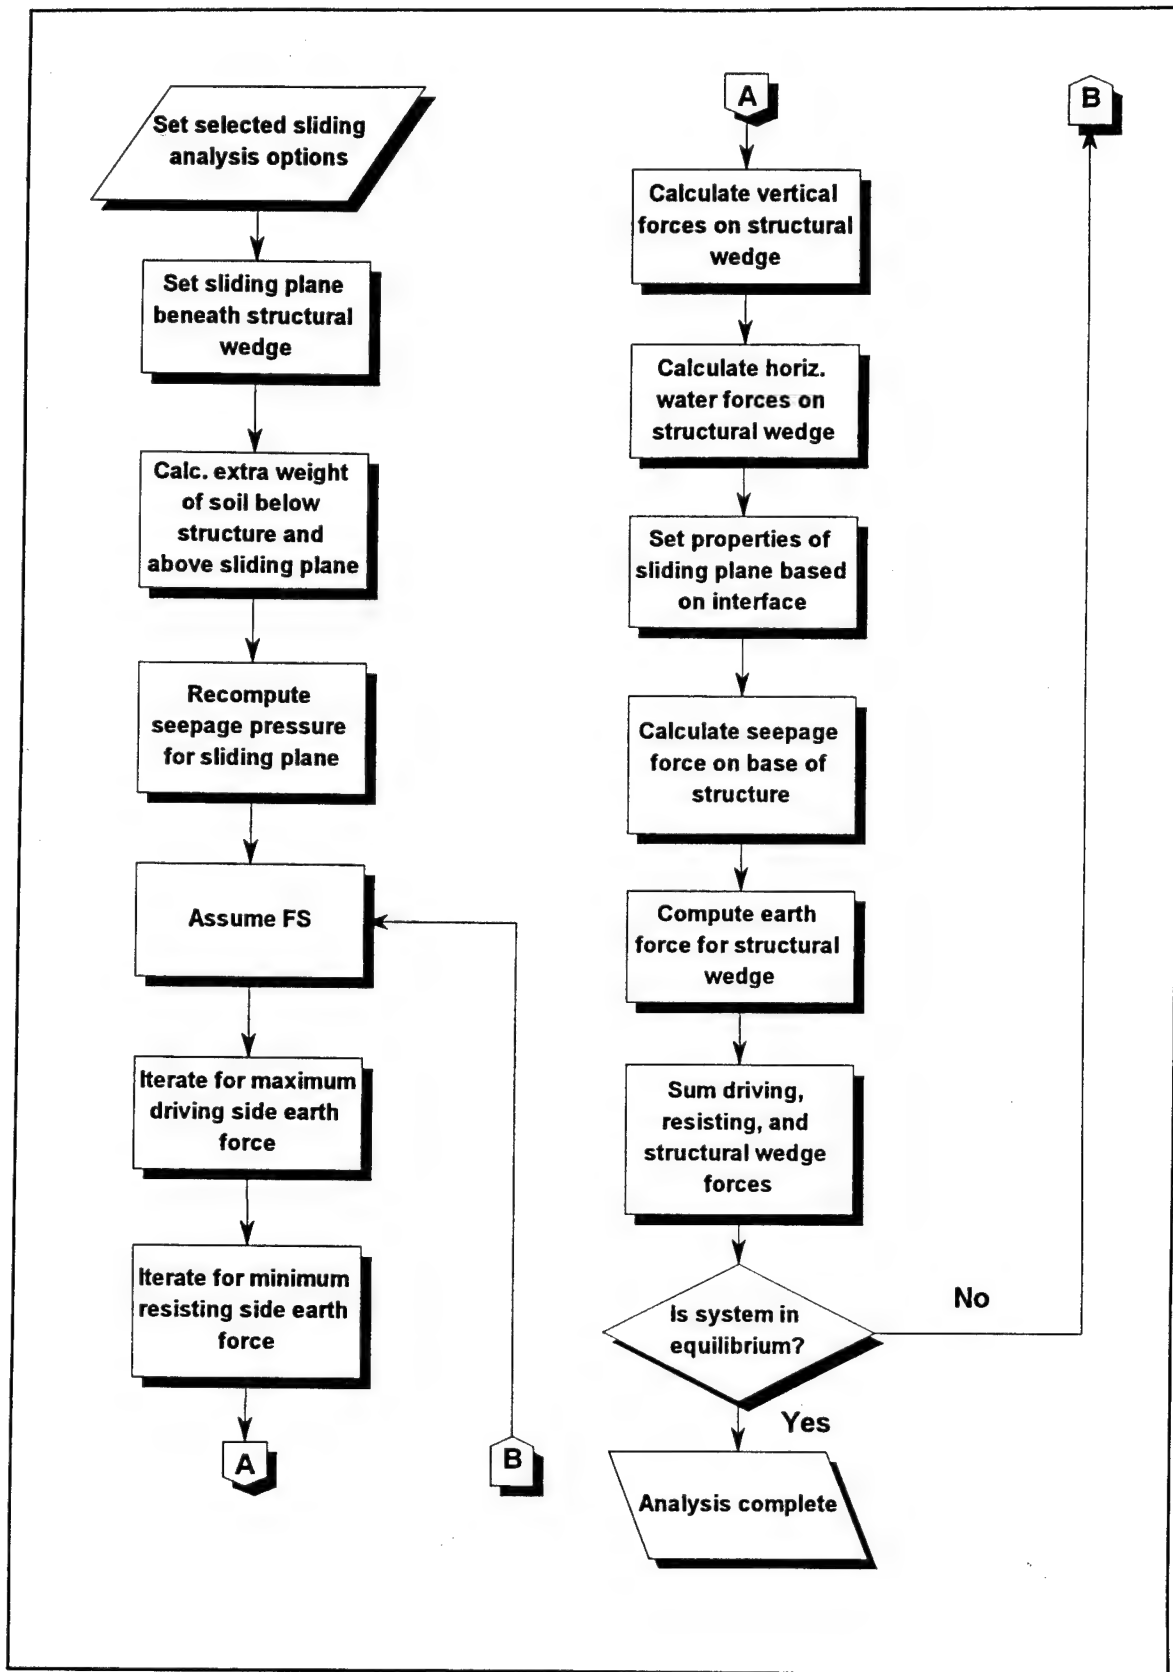 Set selected sliding
analysis options
Set sliding plane
beneath structural
wedge
Calc. extra weight
of soil below
structure and
above sliding plane
Recompute
seepage pressure
for sliding plane
Assume FS
Iterate for maximum
driving side earth
force
Iterate for minimum
resisting side earth
force
A
B
A
Calculate vertical
forces on structural
wedge
Calculate horiz.
water forces on
structural wedge
Set properties of
sliding plane based
on interface
Calculate seepage
force on base of
structure
Compute earth
force for structural
wedge
Sum driving,
resisting, and
structural wedge
forces
Is system in
equilibrium?
No
Yes
Analysis complete
B